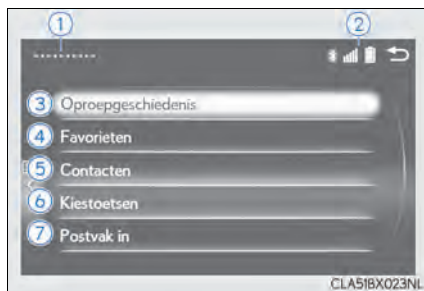 1 2
3 Oproepgeschiedenis
4 Favorieten
5 Contacten
6 Kiestoetsen
7 Postvak in
CLA51BX023NL